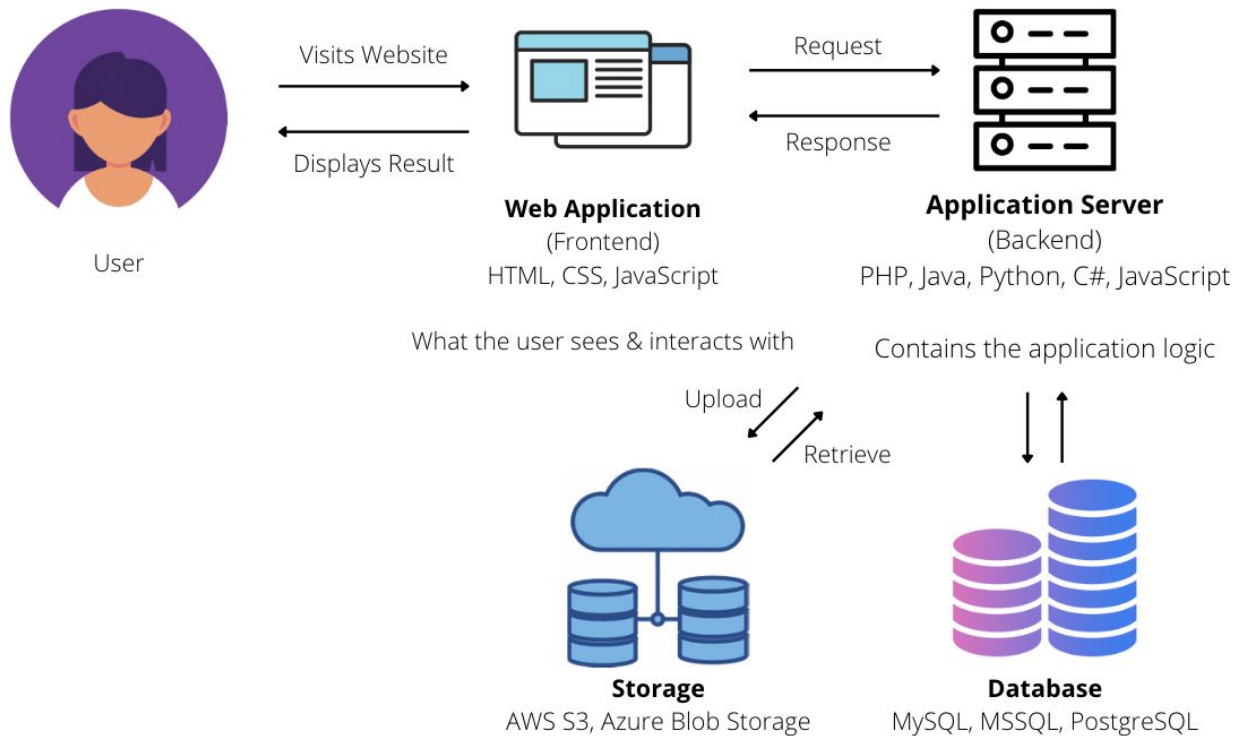 Visits Website
Displays Result
User
Request
Response
Web Application
(Frontend)
HTML, CSS, JavaScript
What the user sees & interacts with
Application Server
(Backend)
PHP, Java, Python, C#, JavaScript
Contains the application logic
Upload
Retrieve
Storage
AWS S3, Azure Blob Storage
Database
MySQL, MSSQL, PostgreSQL